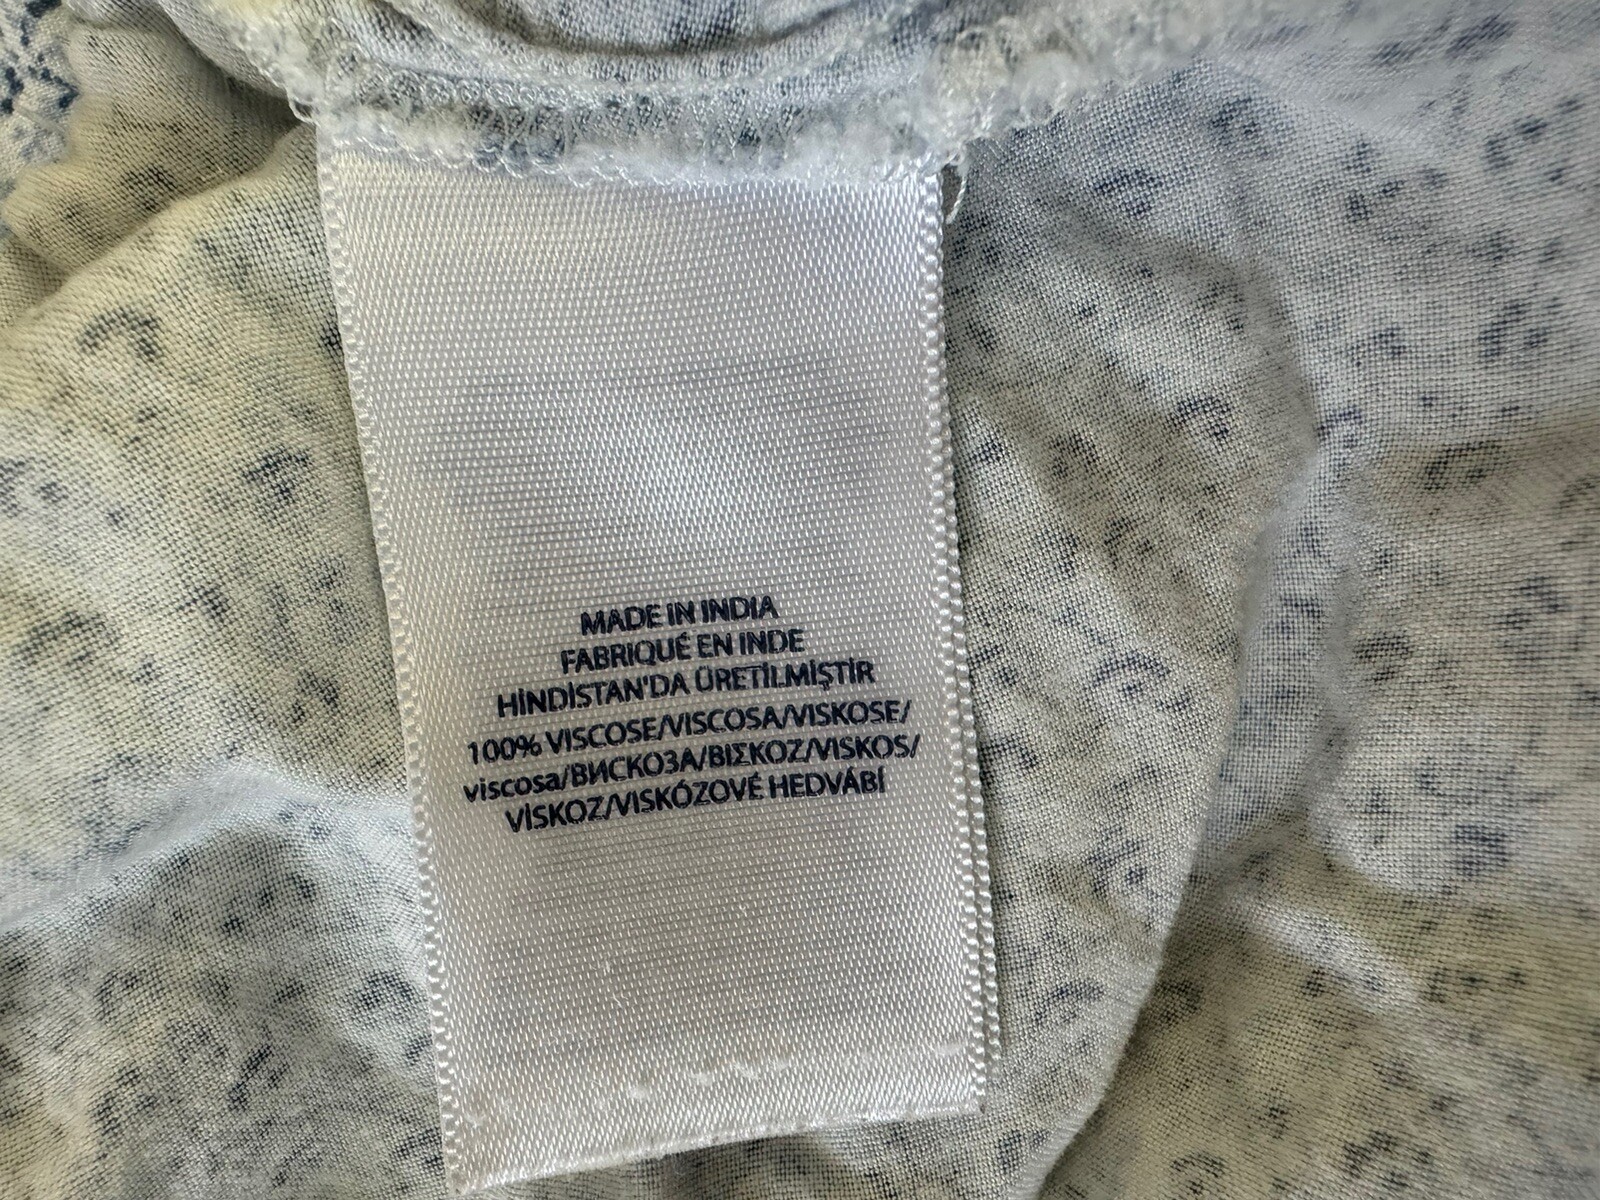 MADE IN INDIA
FABRIQUÉ EN INDE
HİNDİSTAN'DA ÜRETİLMİŞTİR
100% VISCOSE/VISCOSA/VISKOSE/
viscosa/ВИСКОЗА/ΒΙΣΚΟΖ/VISKOS/
VİSKOZ/VISKÓZOVÉ HEDVÁBÍ